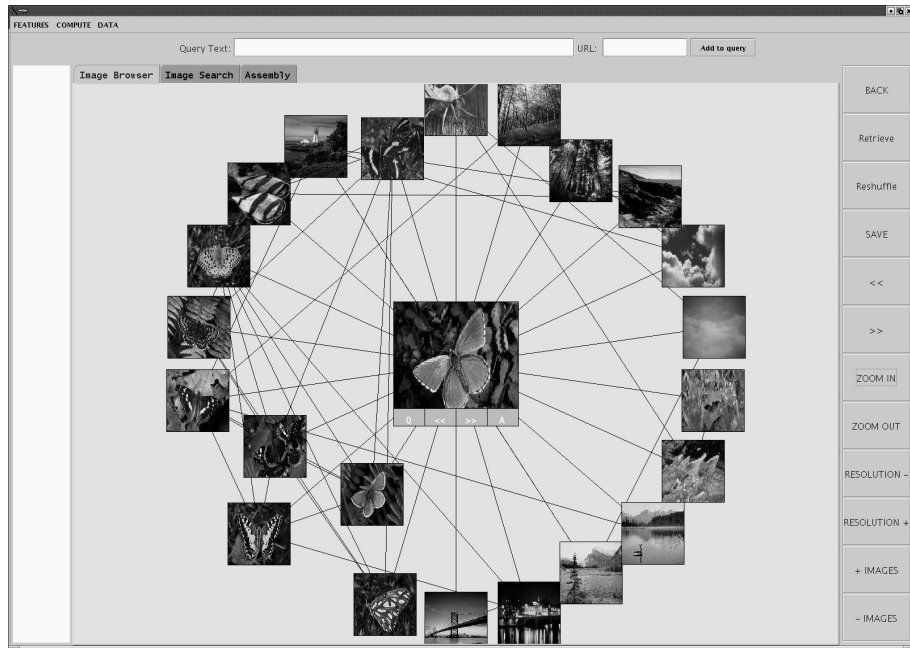 FEATURES COMPUTE DATA
Query Text: URL: Add to query
Image Browser Image Search Assembly
BACK
Retrieve
Reshuffle
SAVE
<<
>>
ZOOM IN
ZOOM OUT
RESOLUTION -
RESOLUTION +
+ IMAGES
- IMAGES
Q << >> A